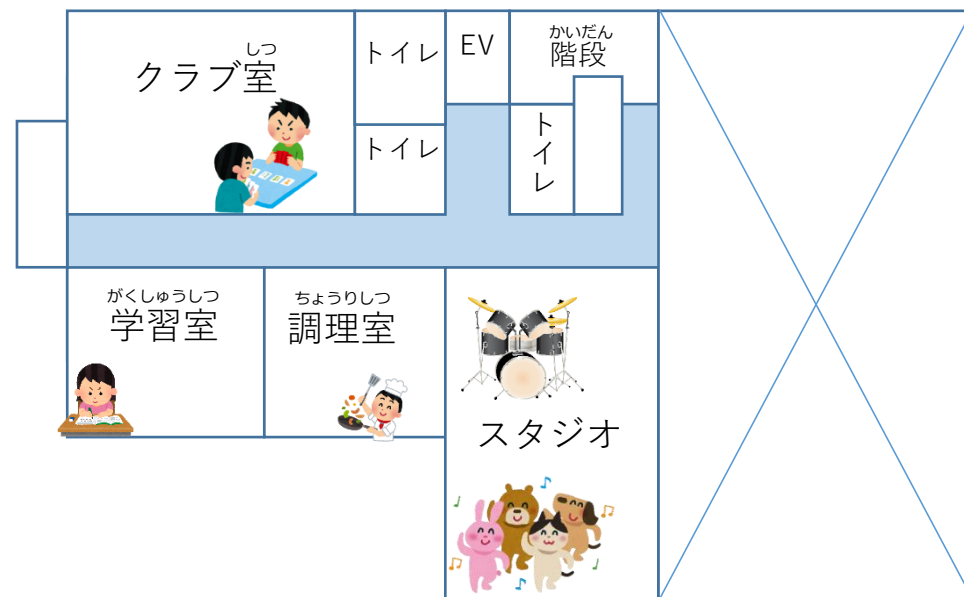 しつ
クラブ室
トイレ
EV
かいだん
階段
トイレ
トイレ
がくしゅうしつ
学習室
ちょうりしつ
調理室
スタジオ